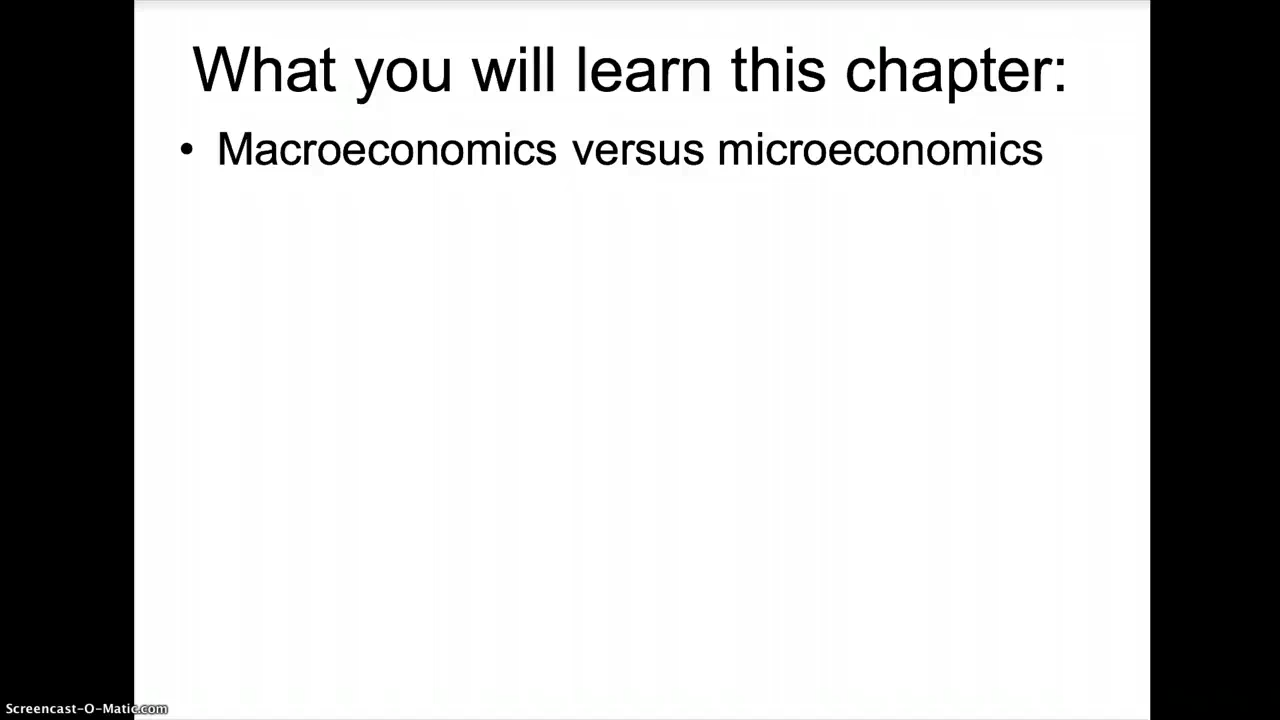 What you will learn this chapter:
• Macroeconomics versus microeconomics
Screencast-O-Matic.com